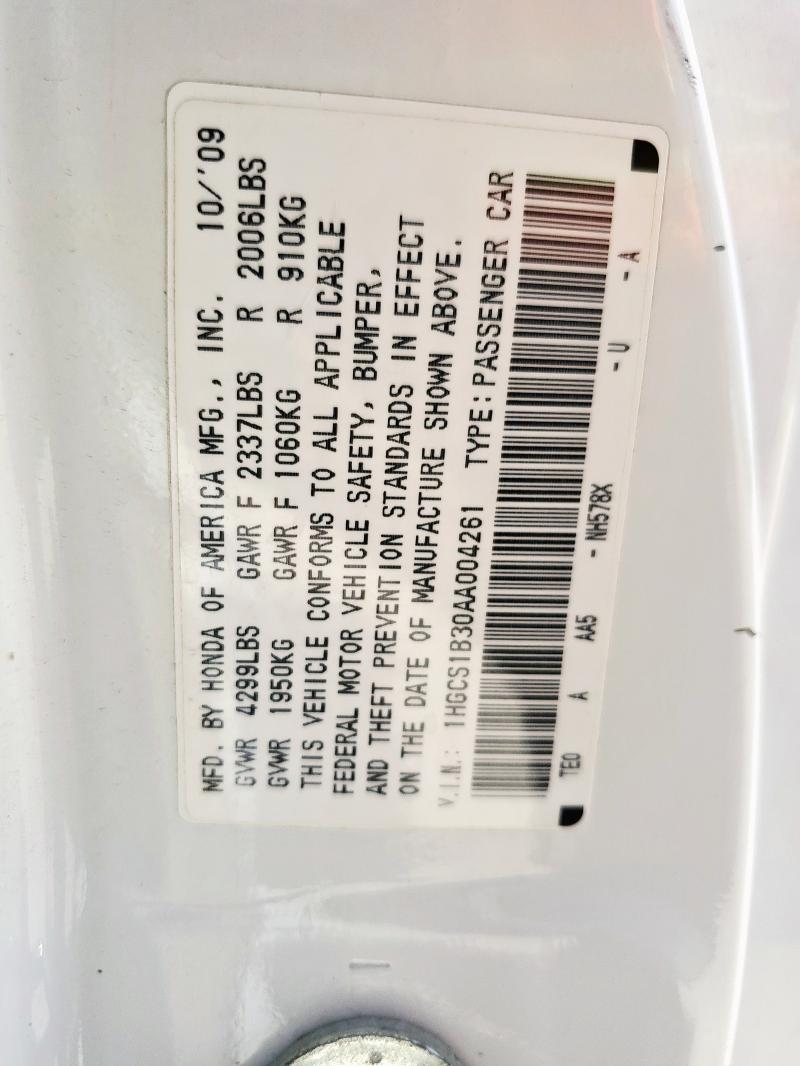 MFD. BY HONDA OF AMERICA MFG., INC. 10/'09
GVWR 4299LBS GAWR F 2337LBS R 2006LBS
GVWR 1950KG GAWR F 1060KG R 910KG
THIS VEHICLE CONFORMS TO ALL APPLICABLE
FEDERAL MOTOR VEHICLE SAFETY, BUMPER,
AND THEFT PREVENTION STANDARDS IN EFFECT
ON THE DATE OF MANUFACTURE SHOWN ABOVE.
V.I.N.: 1HGCS1B30AA004261 TYPE: PASSENGER CAR
TE0 A AA5 - NH578X - U - A